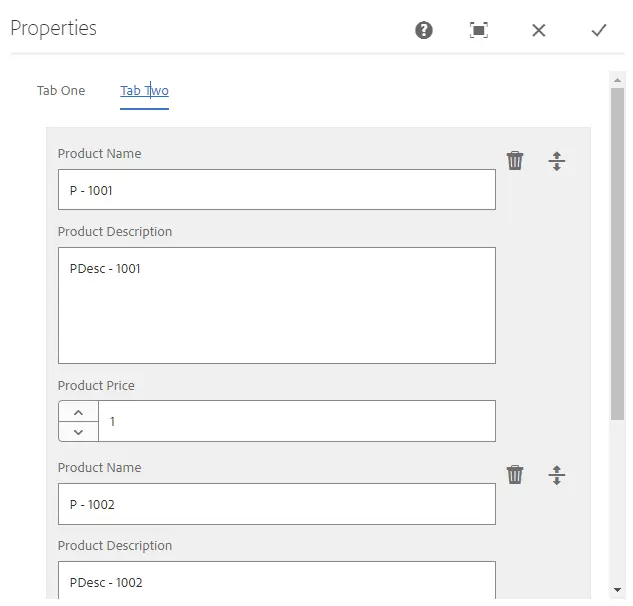 Properties
Tab One Tab Two
Product Name
P - 1001
Product Description
PDesc - 1001
Product Price
1
Product Name
P - 1002
Product Description
PDesc - 1002